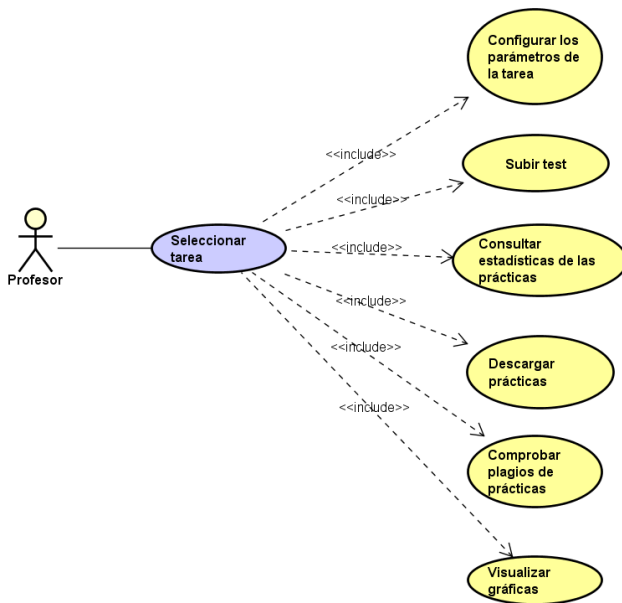 Configurar los
parámetros de
la tarea
<<include>>
Subir test
<<include>>
Profesor
Seleccionar
tarea
<<include>>
Consultar
estadísticas de las
prácticas
<<include>>
Descargar
prácticas
<<include>>
Comprobar
plagios de
prácticas
<<include>>
Visualizar
gráficas